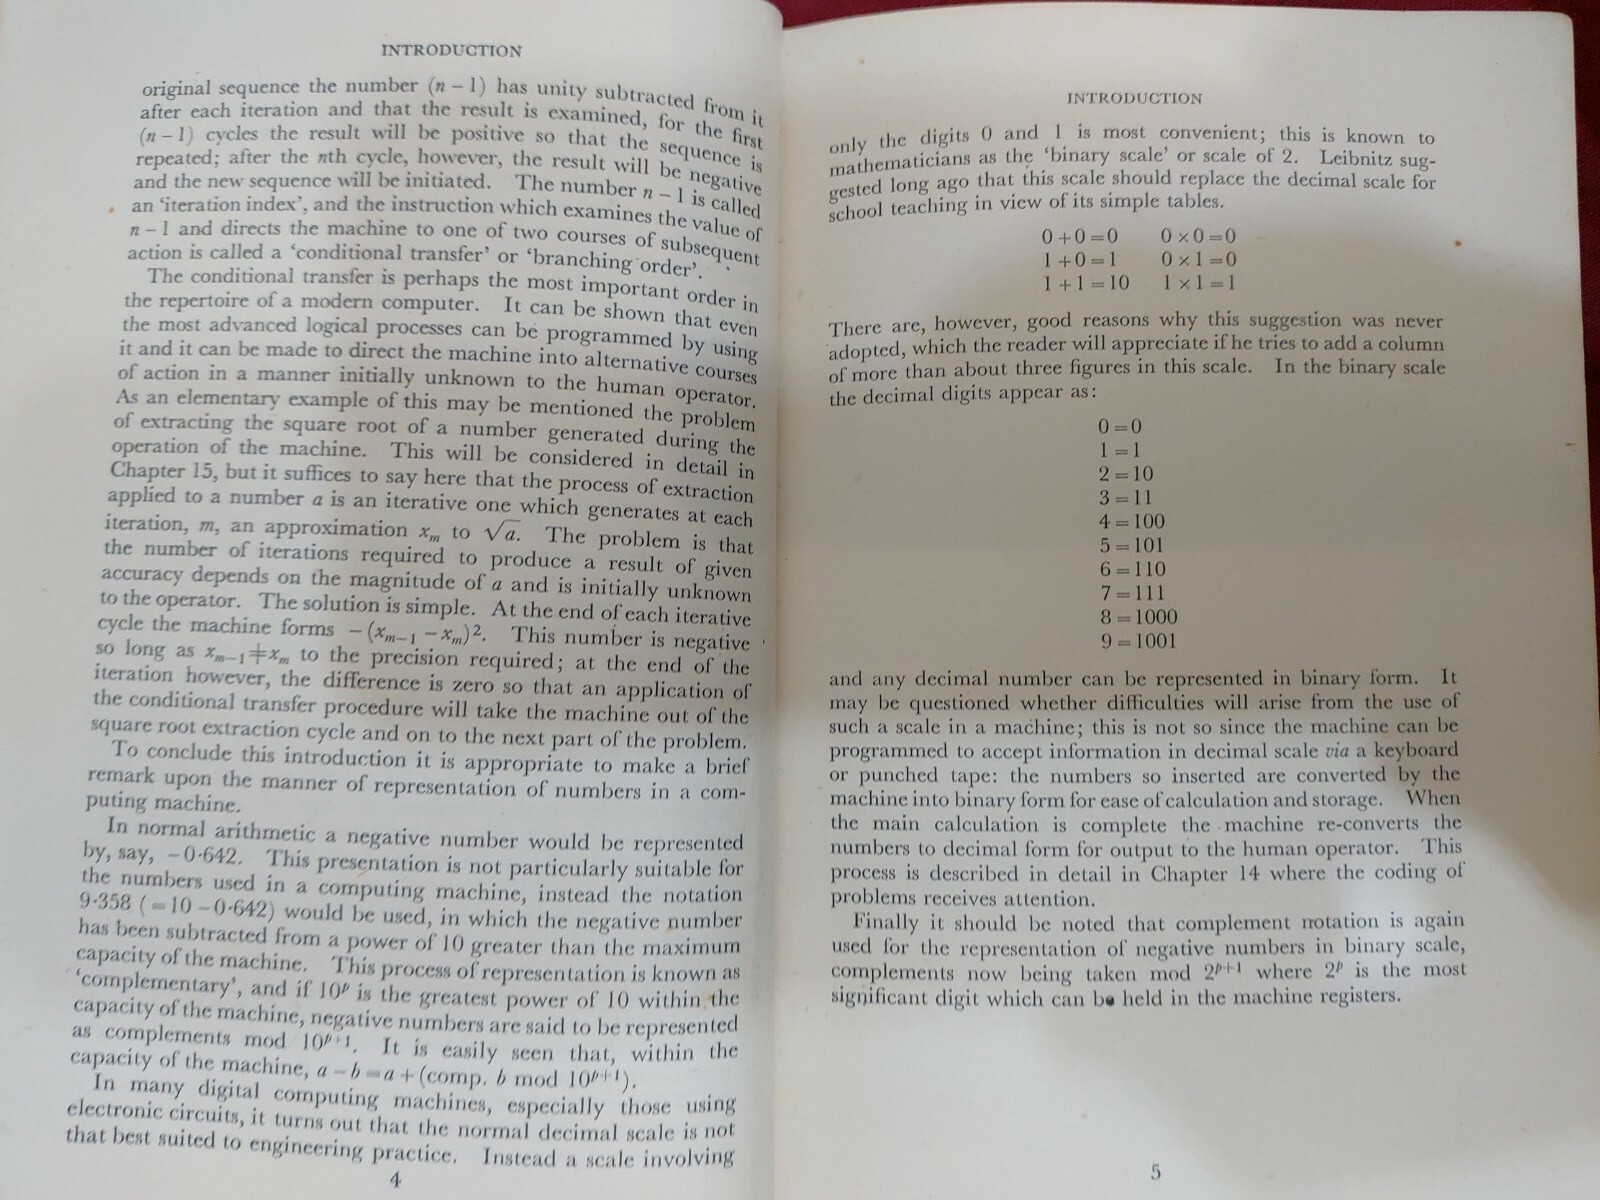 INTRODUCTION
original sequence the number (n – 1) has unity subtracted from it
after each iteration and that the result is examined, for the first
(n – 1) cycles the result will be positive so that the sequence is
repeated; after the nth cycle, however, the result will be negative
and the new sequence will be initiated. The number n – 1 is called
an ‘iteration index’, and the instruction which examines the value of
n – 1 and directs the machine to one of two courses of subsequent
action is called a ‘conditional transfer’ or ‘branching order’.
The conditional transfer is perhaps the most important order in
the repertoire of a modern computer. It can be shown that even
the most advanced logical processes can be programmed by using
it and it can be made to direct the machine into alternative courses
of action in a manner initially unknown to the human operator.
As an elementary example of this may be mentioned the problem
of extracting the square root of a number generated during the
operation of the machine. This will be considered in detail in
Chapter 15, but it suffices to say here that the process of extraction
applied to a number a is an iterative one which generates at each
iteration, m, an approximation xₘ to √a. The problem is that
the number of iterations required to produce a result of given
accuracy depends on the magnitude of a and is initially unknown
to the operator. The solution is simple. At the end of each iterative
cycle the machine forms – (xₘ₋₁ – xₘ)². This number is negative
so long as xₘ₋₁ ≠ xₘ to the precision required; at the end of the
iteration however, the difference is zero so that an application of
the conditional transfer procedure will take the machine out of the
square root extraction cycle and on to the next part of the problem.
To conclude this introduction it is appropriate to make a brief
remark upon the manner of representation of numbers in a com-
puting machine.
In normal arithmetic a negative number would be represented
by, say, –0·642. This presentation is not particularly suitable for
the numbers used in a computing machine, instead the notation
9·358 (=10 – 0·642) would be used, in which the negative number
has been subtracted from a power of 10 greater than the maximum
capacity of the machine. This process of representation is known as
‘complementary’, and if 10ᵖ is the greatest power of 10 within the
capacity of the machine, negative numbers are said to be represented
as complements mod 10ᵖ⁺¹. It is easily seen that, within the
capacity of the machine, a – b = a + (comp. b mod 10ᵖ⁺¹).
In many digital computing machines, especially those using
electronic circuits, it turns out that the normal decimal scale is not
that best suited to engineering practice. Instead a scale involving
4
INTRODUCTION
only the digits 0 and 1 is most convenient; this is known to
mathematicians as the ‘binary scale’ or scale of 2. Leibnitz sug-
gested long ago that this scale should replace the decimal scale for
school teaching in view of its simple tables.
0+0=0 0×0=0
1+0=1 0×1=0
1+1=10 1×1=1
There are, however, good reasons why this suggestion was never
adopted, which the reader will appreciate if he tries to add a column
of more than about three figures in this scale. In the binary scale
the decimal digits appear as:
0=0
1=1
2=10
3=11
4=100
5=101
6=110
7=111
8=1000
9=1001
and any decimal number can be represented in binary form. It
may be questioned whether difficulties will arise from the use of
such a scale in a machine; this is not so since the machine can be
programmed to accept information in decimal scale via a keyboard
or punched tape: the numbers so inserted are converted by the
machine into binary form for ease of calculation and storage. When
the main calculation is complete the machine re-converts the
numbers to decimal form for output to the human operator. This
process is described in detail in Chapter 14 where the coding of
problems receives attention.
Finally it should be noted that complement notation is again
used for the representation of negative numbers in binary scale,
complements now being taken mod 2ᵖ⁺¹ where 2ᵖ is the most
significant digit which can be held in the machine registers.
5